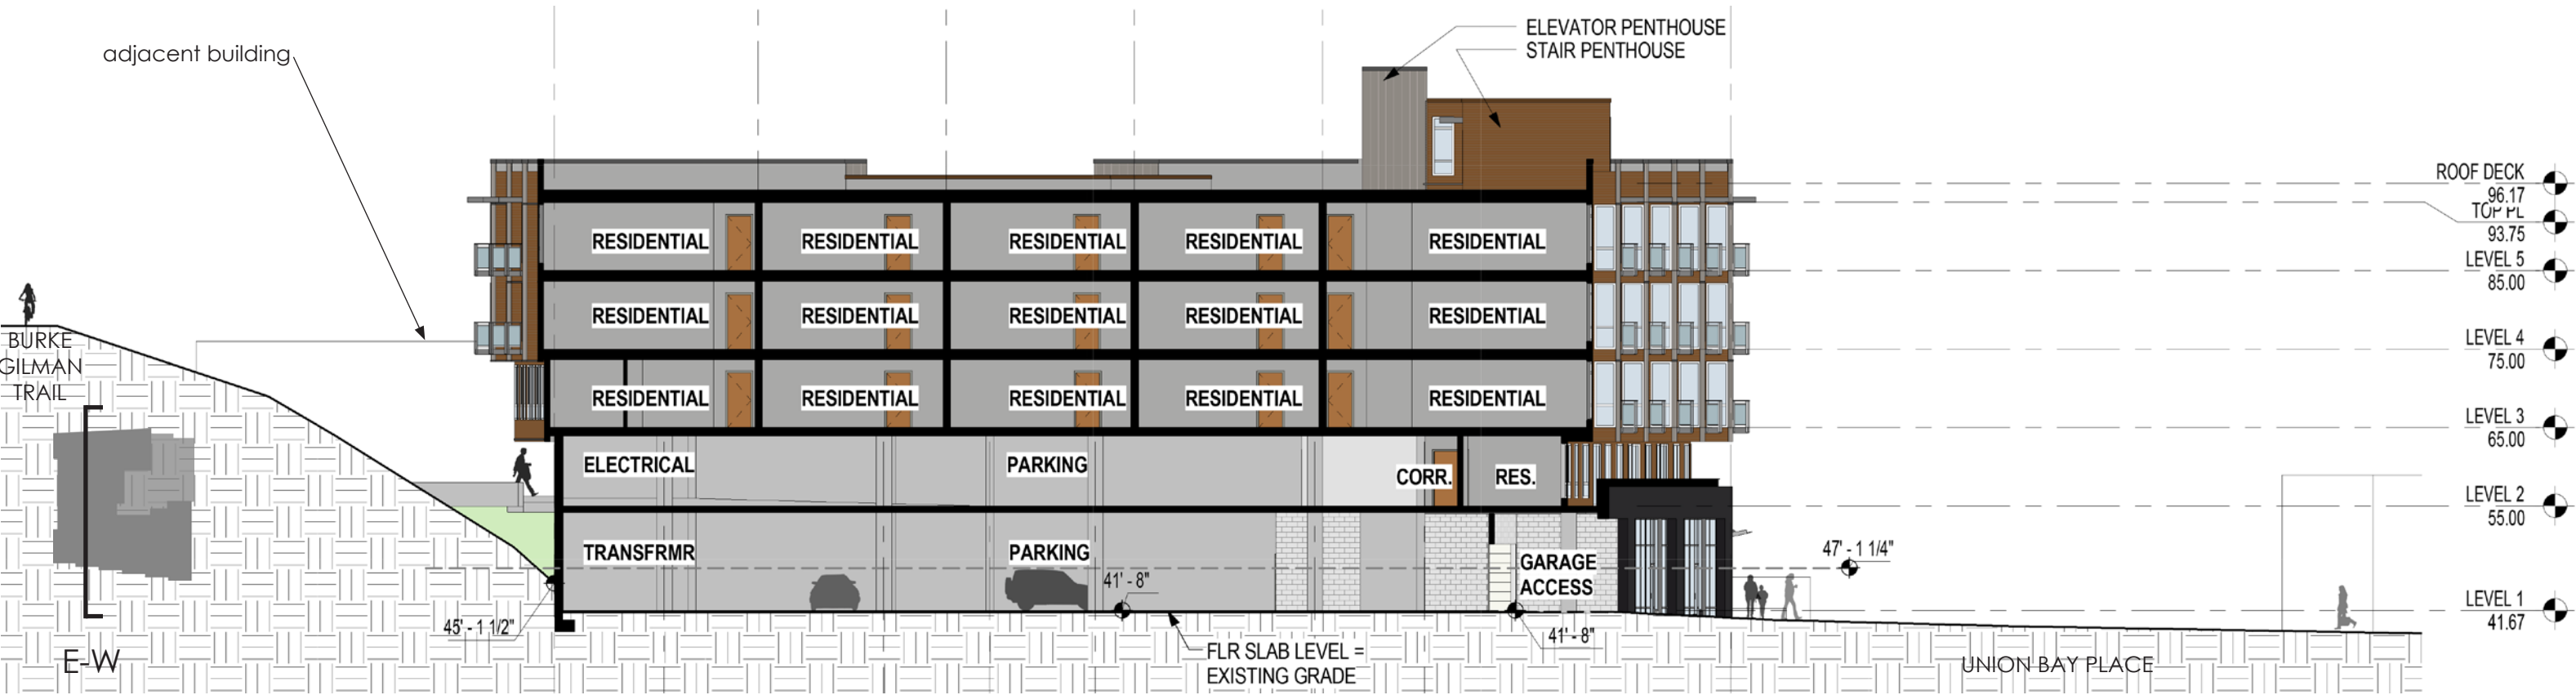 ELEVATOR PENTHOUSE
STAIR PENTHOUSE
adjacent building
ROOF DECK
96.17
TOP PL
93.75
RESIDENTIAL RESIDENTIAL RESIDENTIAL RESIDENTIAL RESIDENTIAL
LEVEL 5
85.00
RESIDENTIAL RESIDENTIAL RESIDENTIAL RESIDENTIAL RESIDENTIAL
BURKE
GILMAN
TRAIL
LEVEL 4
75.00
RESIDENTIAL RESIDENTIAL RESIDENTIAL RESIDENTIAL RESIDENTIAL
LEVEL 3
65.00
ELECTRICAL PARKING CORR. RES.
LEVEL 2
55.00
TRANSFRMR PARKING GARAGE
ACCESS
47' - 1 1/4"
41' - 8"
LEVEL 1
41.67
45' - 1 1/2"
41' - 8"
FLR SLAB LEVEL =
EXISTING GRADE
E-W
UNION BAY PLACE